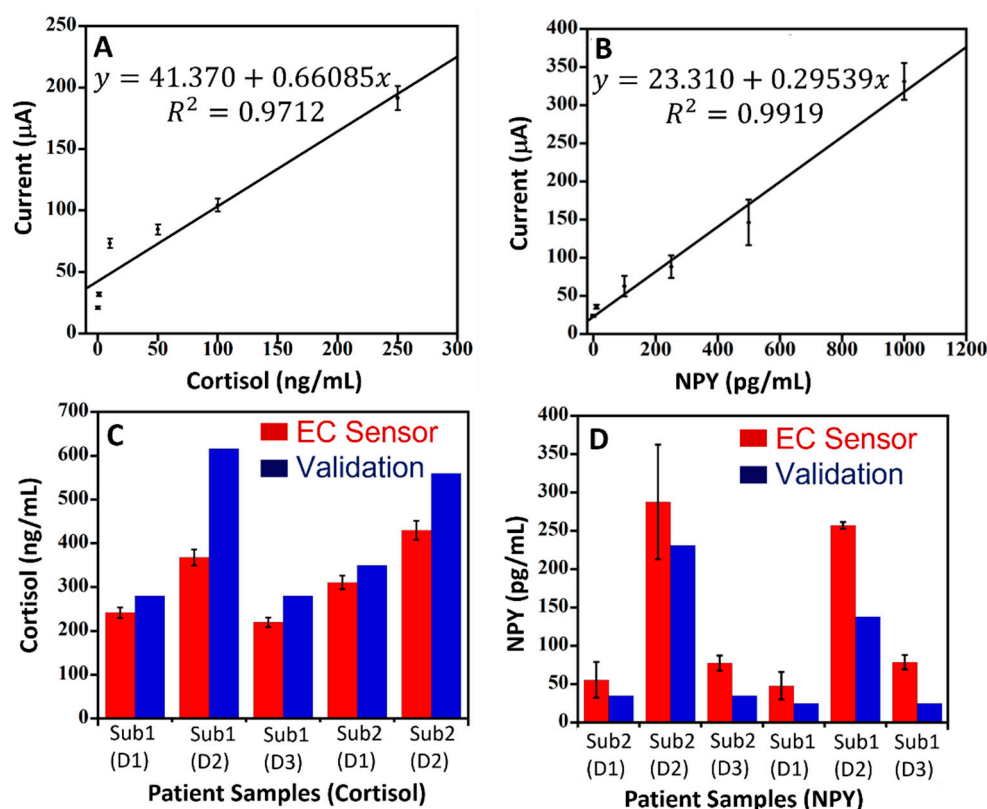 A
y = 41.370 + 0.66085x
R² = 0.9712
Current (µA)
250
200
150
100
50
0
0 50 100 150 200 250 300
Cortisol (ng/mL)
B
y = 23.310 + 0.29539x
R² = 0.9919
Current (µA)
400
350
300
250
200
150
100
50
0
0 200 400 600 800 1000 1200
NPY (pg/mL)
C
EC Sensor
Validation
Cortisol (ng/mL)
700
600
500
400
300
200
100
0
Sub1 Sub1 Sub1 Sub2 Sub2
(D1) (D2) (D3) (D1) (D2)
Patient Samples (Cortisol)
D
EC Sensor
Validation
NPY (pg/mL)
400
350
300
250
200
150
100
50
0
Sub2 Sub2 Sub2 Sub1 Sub1 Sub1
(D1) (D2) (D3) (D1) (D2) (D3)
Patient Samples (NPY)